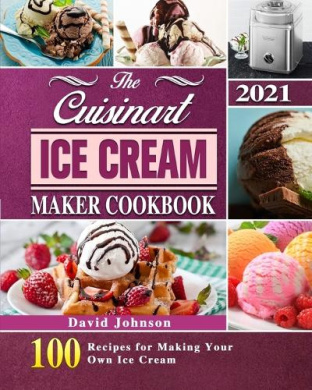 The
Cuisinart
2021
ICE CREAM
MAKER COOKBOOK
David Johnson
100 Recipes for Making Your
Own Ice Cream